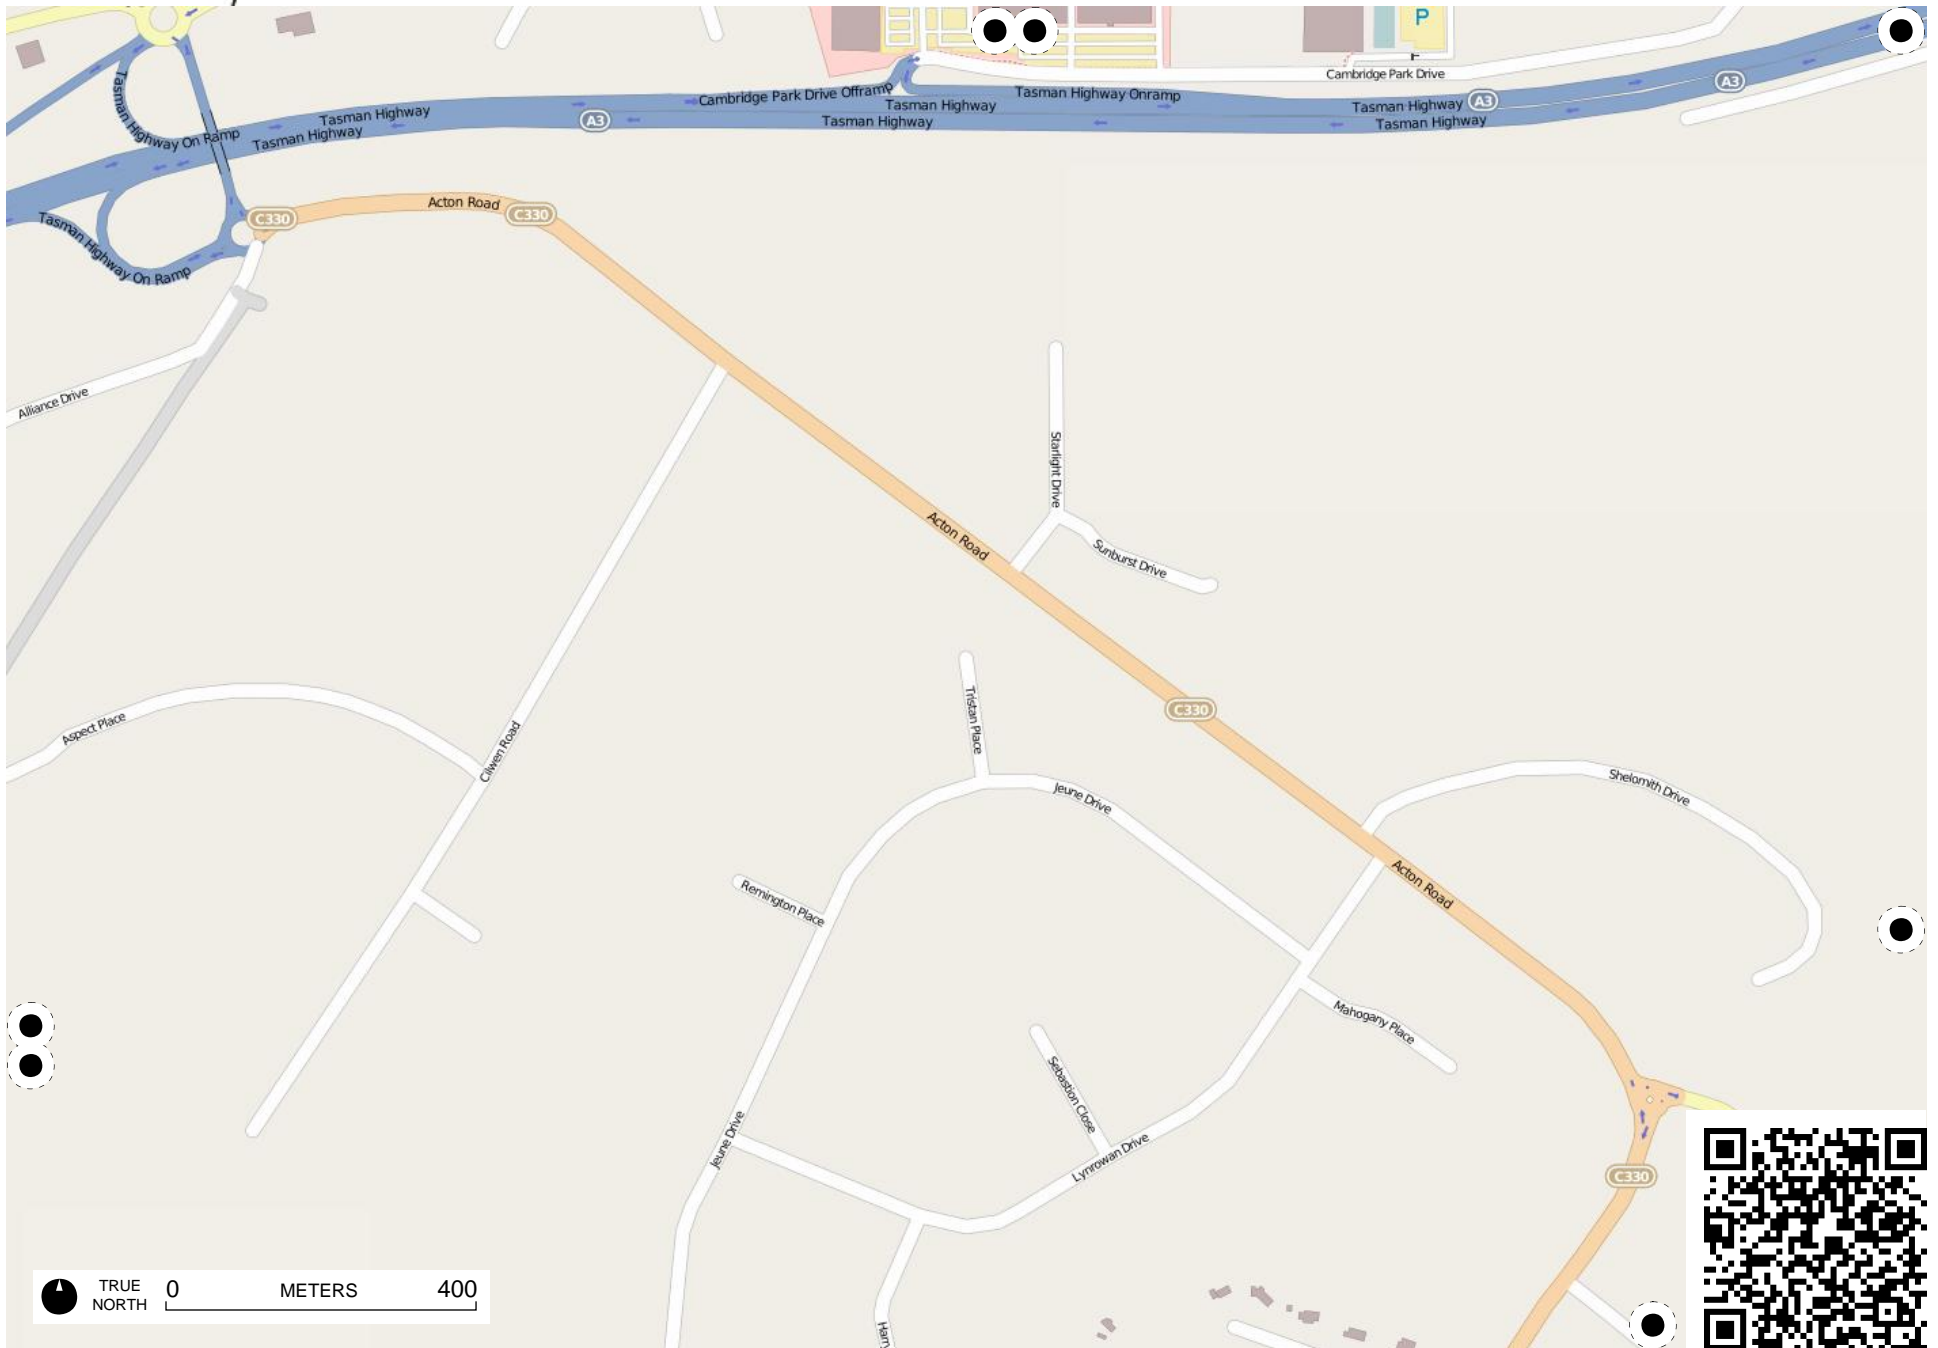 P
Cambridge Park Drive
Cambridge Park Drive Offramp
Tasman Highway Onramp
A3
Tasman Highway
Tasman Highway
Tasman Highway
A3
Tasman Highway On Ramp
Tasman Highway
Tasman Highway
A3
Tasman Highway
Tasman Highway
Acton Road
C330
C330
Tasman Highway On Ramp
Alliance Drive
Starlight Drive
Acton Road
Sunburst Drive
Tristan Place
C330
Aspect Place
Cilwen Road
Jeune Drive
Shelomith Drive
Remington Place
Acton Road
Mahogany Place
Sebastion Close
Jeune Drive
Lynrowan Drive
C330
TRUE
NORTH
0 METERS 400